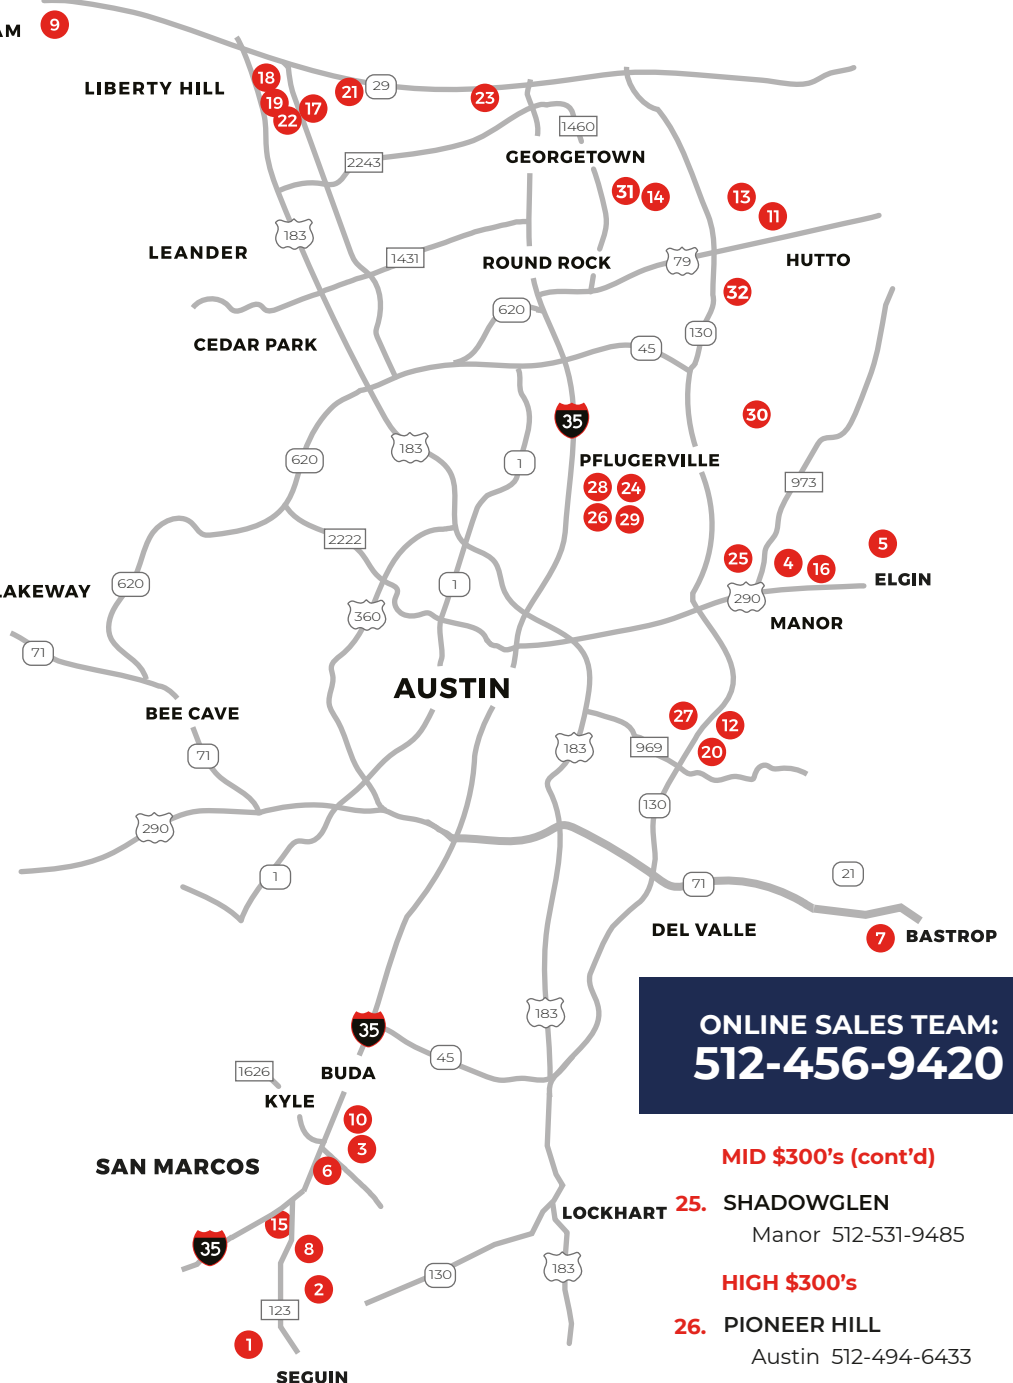 AM
9
LIBERTY HILL
18
19
22
17
21
29
23
1460
2243
GEORGETOWN
31
14
13
11
183
LEANDER
1431
ROUND ROCK
79
HUTTO
32
620
CEDAR PARK
45
130
30
35
183
620
1
PFLUGERVILLE
28
24
26
29
973
2222
25
4
16
5
ELGIN
LAKEWAY
620
360
1
290
MANOR
71
AUSTIN
BEE CAVE
71
27
12
183
969
20
290
130
1
71
21
DEL VALLE
7
BASTROP
183
35
45
ONLINE SALES TEAM:
512-456-9420
1626
BUDA
KYLE
10
3
SAN MARCOS
6
15
35
8
2
123
1
SEGUIN
130
LOCKHART
183
MID $300's (cont'd)
25. SHADOWGLEN
Manor 512-531-9485
HIGH $300's
26. PIONEER HILL
Austin 512-494-6433